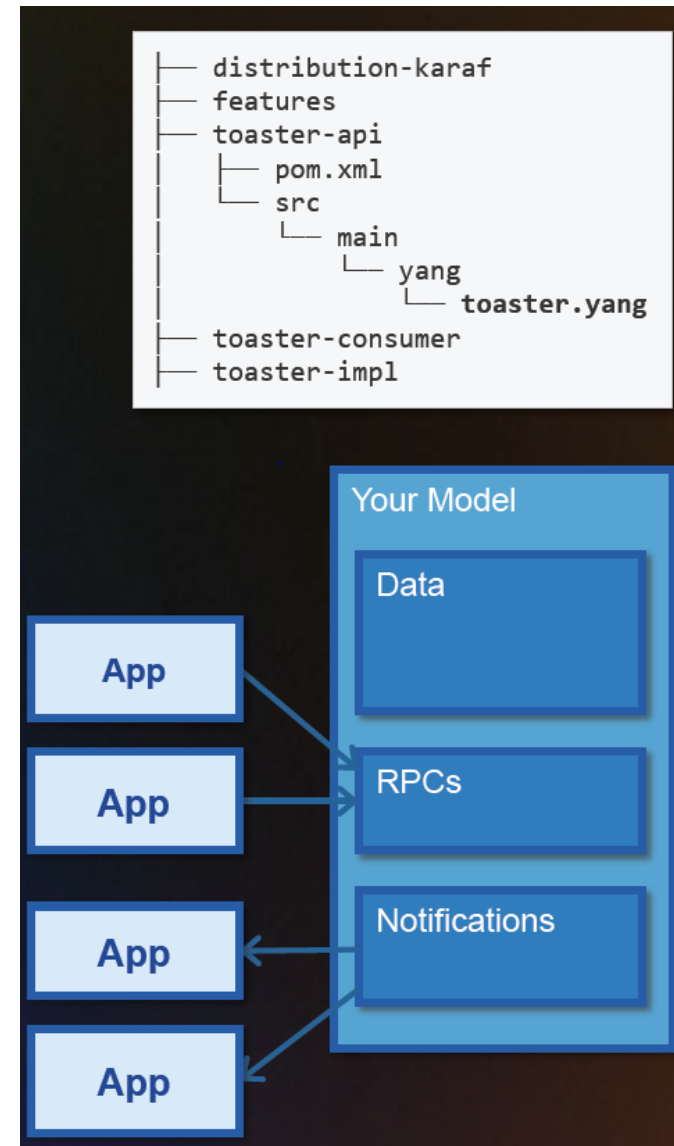 ├── distribution-karaf
├── features
├── toaster-api
│   ├── pom.xml
│   └── src
│       └── main
│           └── yang
│               └── toaster.yang
├── toaster-consumer
├── toaster-impl
Your Model
Data
App
App
RPCs
App
Notifications
App